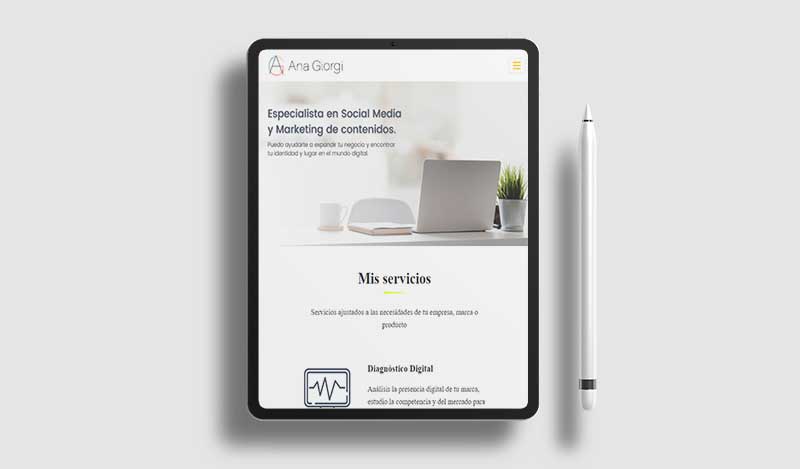 Ana Giorgi
Especialista en Social Media
y Marketing de contenidos.
Puedo ayudarte a expandir tu negocio y encontrar
tu identidad y lugar en el mundo digital.
Mis servicios
Servicios ajustados a las necesidades de tu empresa, marca o
producto
Diagnóstico Digital
Análisis la presencia digital de tu marca,
estudio la competencia y del mercado para